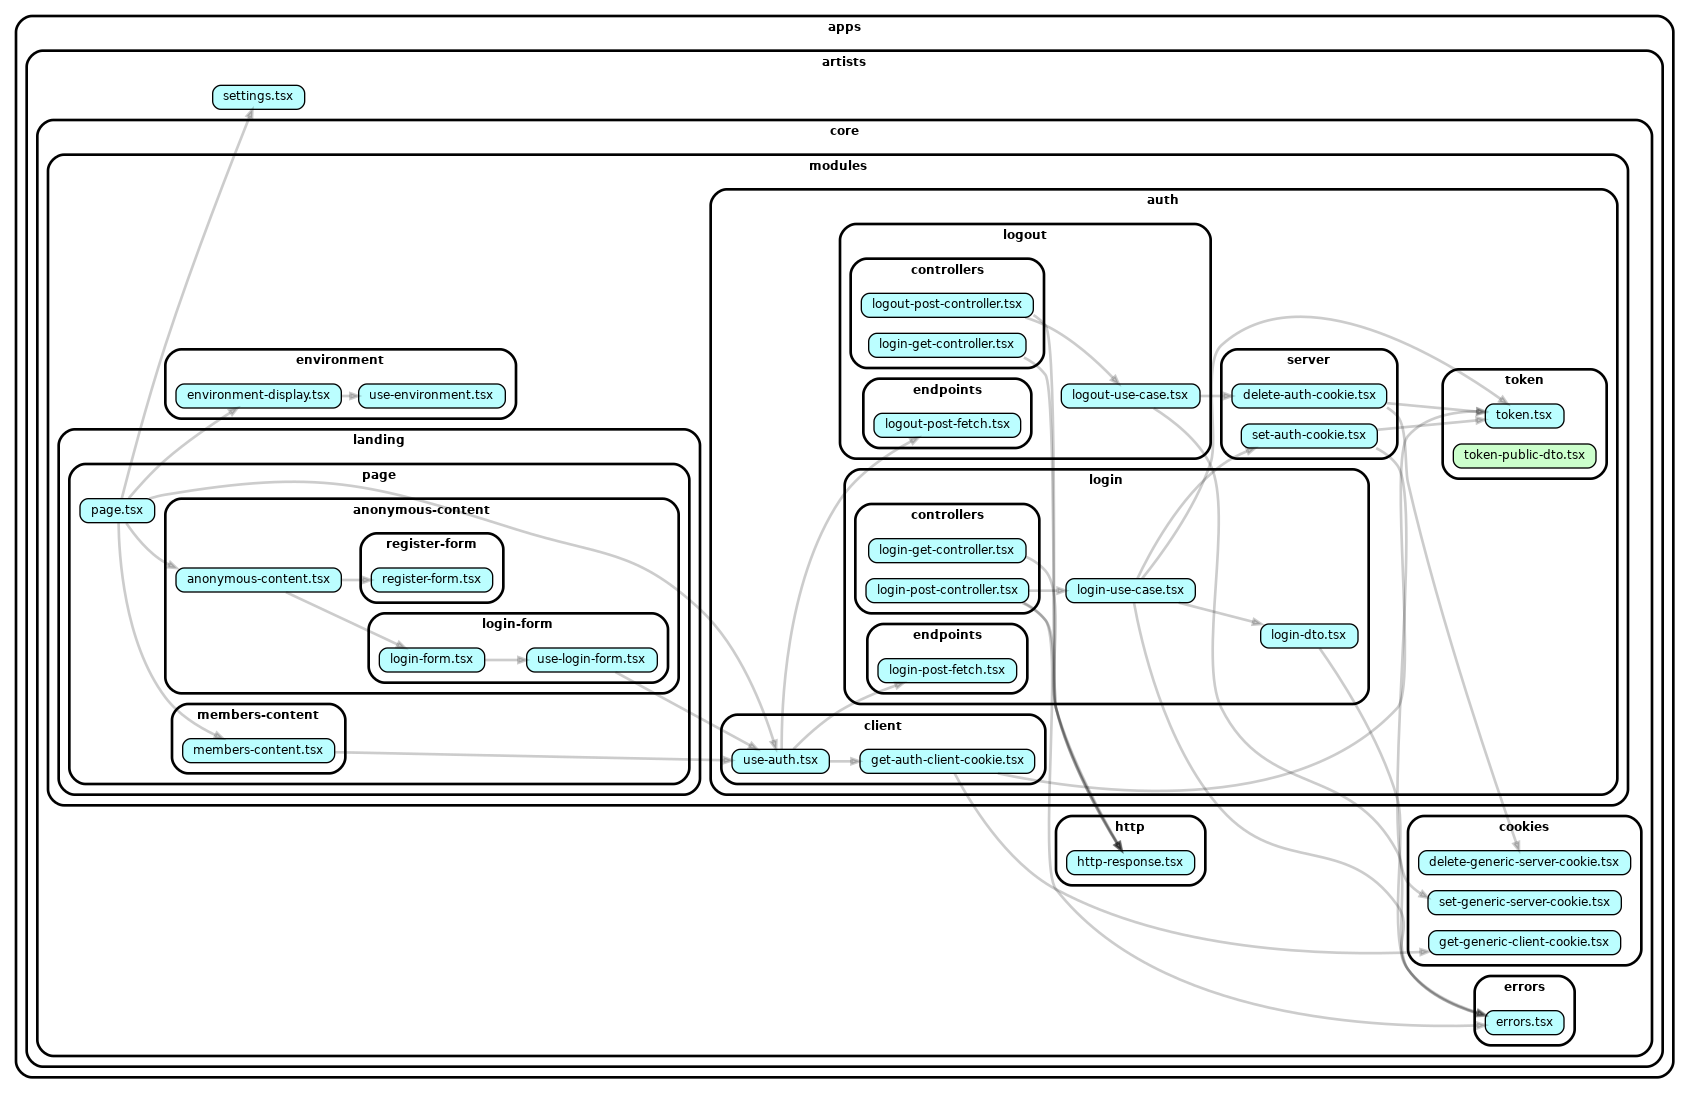 apps
artists
settings.tsx
core
modules
environment
environment-display.tsx
use-environment.tsx
landing
page
page.tsx
anonymous-content
anonymous-content.tsx
register-form
register-form.tsx
login-form
login-form.tsx
use-login-form.tsx
members-content
members-content.tsx
auth
logout
controllers
logout-post-controller.tsx
login-get-controller.tsx
endpoints
logout-post-fetch.tsx
logout-use-case.tsx
server
delete-auth-cookie.tsx
set-auth-cookie.tsx
token
token.tsx
token-public-dto.tsx
login
controllers
login-get-controller.tsx
login-post-controller.tsx
login-use-case.tsx
login-dto.tsx
endpoints
login-post-fetch.tsx
client
use-auth.tsx
get-auth-client-cookie.tsx
http
http-response.tsx
cookies
delete-generic-server-cookie.tsx
set-generic-server-cookie.tsx
get-generic-client-cookie.tsx
errors
errors.tsx